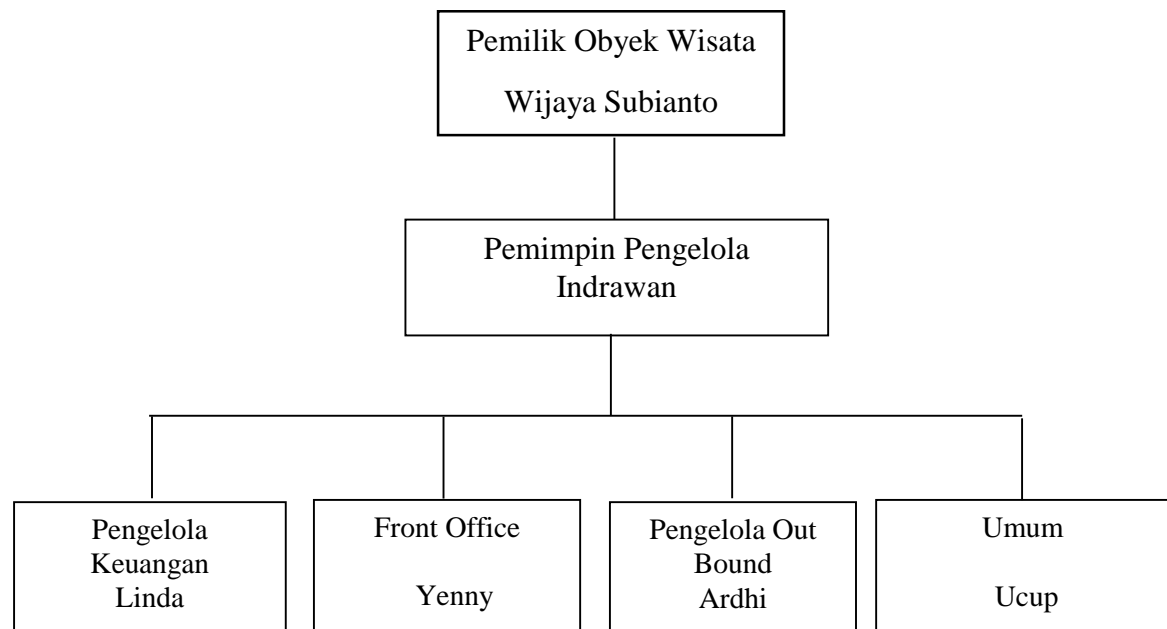 Pemilik Obyek Wisata
Wijaya Subianto
Pemimpin Pengelola
Indrawan
Pengelola
Keuangan
Linda
Front Office
Yenny
Pengelola Out
Bound
Ardhi
Umum
Ucup